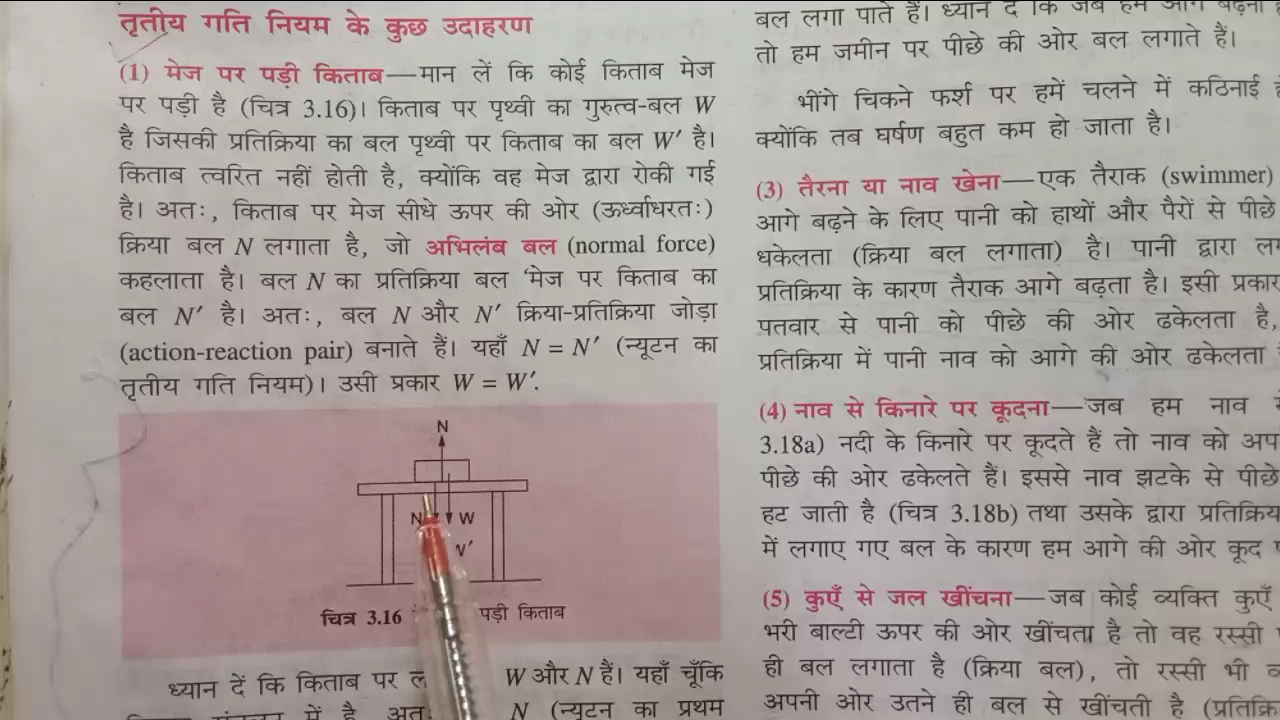 तृतीय गति नियम के कुछ उदाहरण
(1) मेज पर पड़ी किताब—मान लें कि कोई किताब मेज
पर पड़ी है (चित्र 3.16)। किताब पर पृथ्वी का गुरुत्व-बल W
है जिसकी प्रतिक्रिया का बल पृथ्वी पर किताब का बल W′ है।
किताब त्वरित नहीं होती है, क्योंकि वह मेज द्वारा रोकी गई
है। अतः, किताब पर मेज सीधे ऊपर की ओर (ऊर्ध्वाधरतः)
क्रिया बल N लगाता है, जो अभिलंब बल (normal force)
कहलाता है। बल N का प्रतिक्रिया बल ‘मेज पर किताब का
बल N′ है। अतः, बल N और N′ क्रिया-प्रतिक्रिया जोड़ा
(action-reaction pair) बनाते हैं। यहाँ N = N′ (न्यूटन का
तृतीय गति नियम)। उसी प्रकार W = W′.
N
N W
चित्र 3.16 पड़ी किताब
ध्यान दें कि किताब पर W और N हैं। यहाँ चूँकि
में है, N (न्यूटन का प्रथम
बल लगा पाते हैं। ध्यान दें कि जब हम आगे
तो हम जमीन पर पीछे की ओर बल लगाते हैं।
भींगे चिकने फर्श पर हमें चलने में कठिनाई
क्योंकि तब घर्षण बहुत कम हो जाता है।
(3) तैरना या नाव खेना—एक तैराक (swimmer)
आगे बढ़ने के लिए पानी को हाथों और पैरों से पीछे
धकेलता (क्रिया बल लगाता) है। पानी द्वारा
प्रतिक्रिया के कारण तैराक आगे बढ़ता है। इसी प्रकार
पतवार से पानी को पीछे की ओर ढकेलता है,
प्रतिक्रिया में पानी नाव को आगे की ओर ढकेलता
(4) नाव से किनारे पर कूदना—जब हम नाव
3.18a) नदी के किनारे पर कूदते हैं तो नाव को
पीछे की ओर ढकेलते हैं। इससे नाव झटके से पीछे
हट जाती है (चित्र 3.18b) तथा उसके द्वारा
में लगाए गए बल के कारण हम आगे की ओर कूद
(5) कुएँ से जल खींचना—जब कोई व्यक्ति कुएँ
भरी बाल्टी ऊपर की ओर खींचता है तो वह रस्सी
ही बल लगाता है (क्रिया बल), तो रस्सी भी
अपनी ओर उतने ही बल से खींचती है